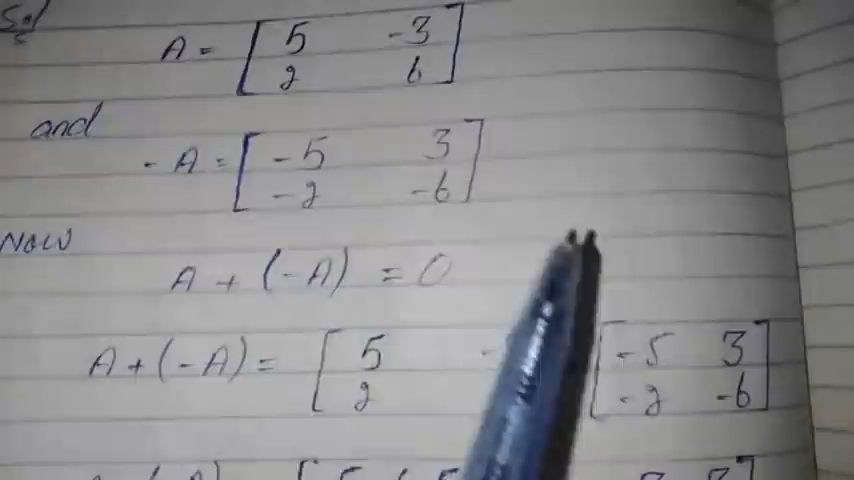 Sol
A = [ 5 -3
2 6 ]
and
- A = [ -5 3
-2 -6 ]
Now
A + (-A) = 0
A + (-A) = [ 5 [ -5 3
2 -2 -6 ]